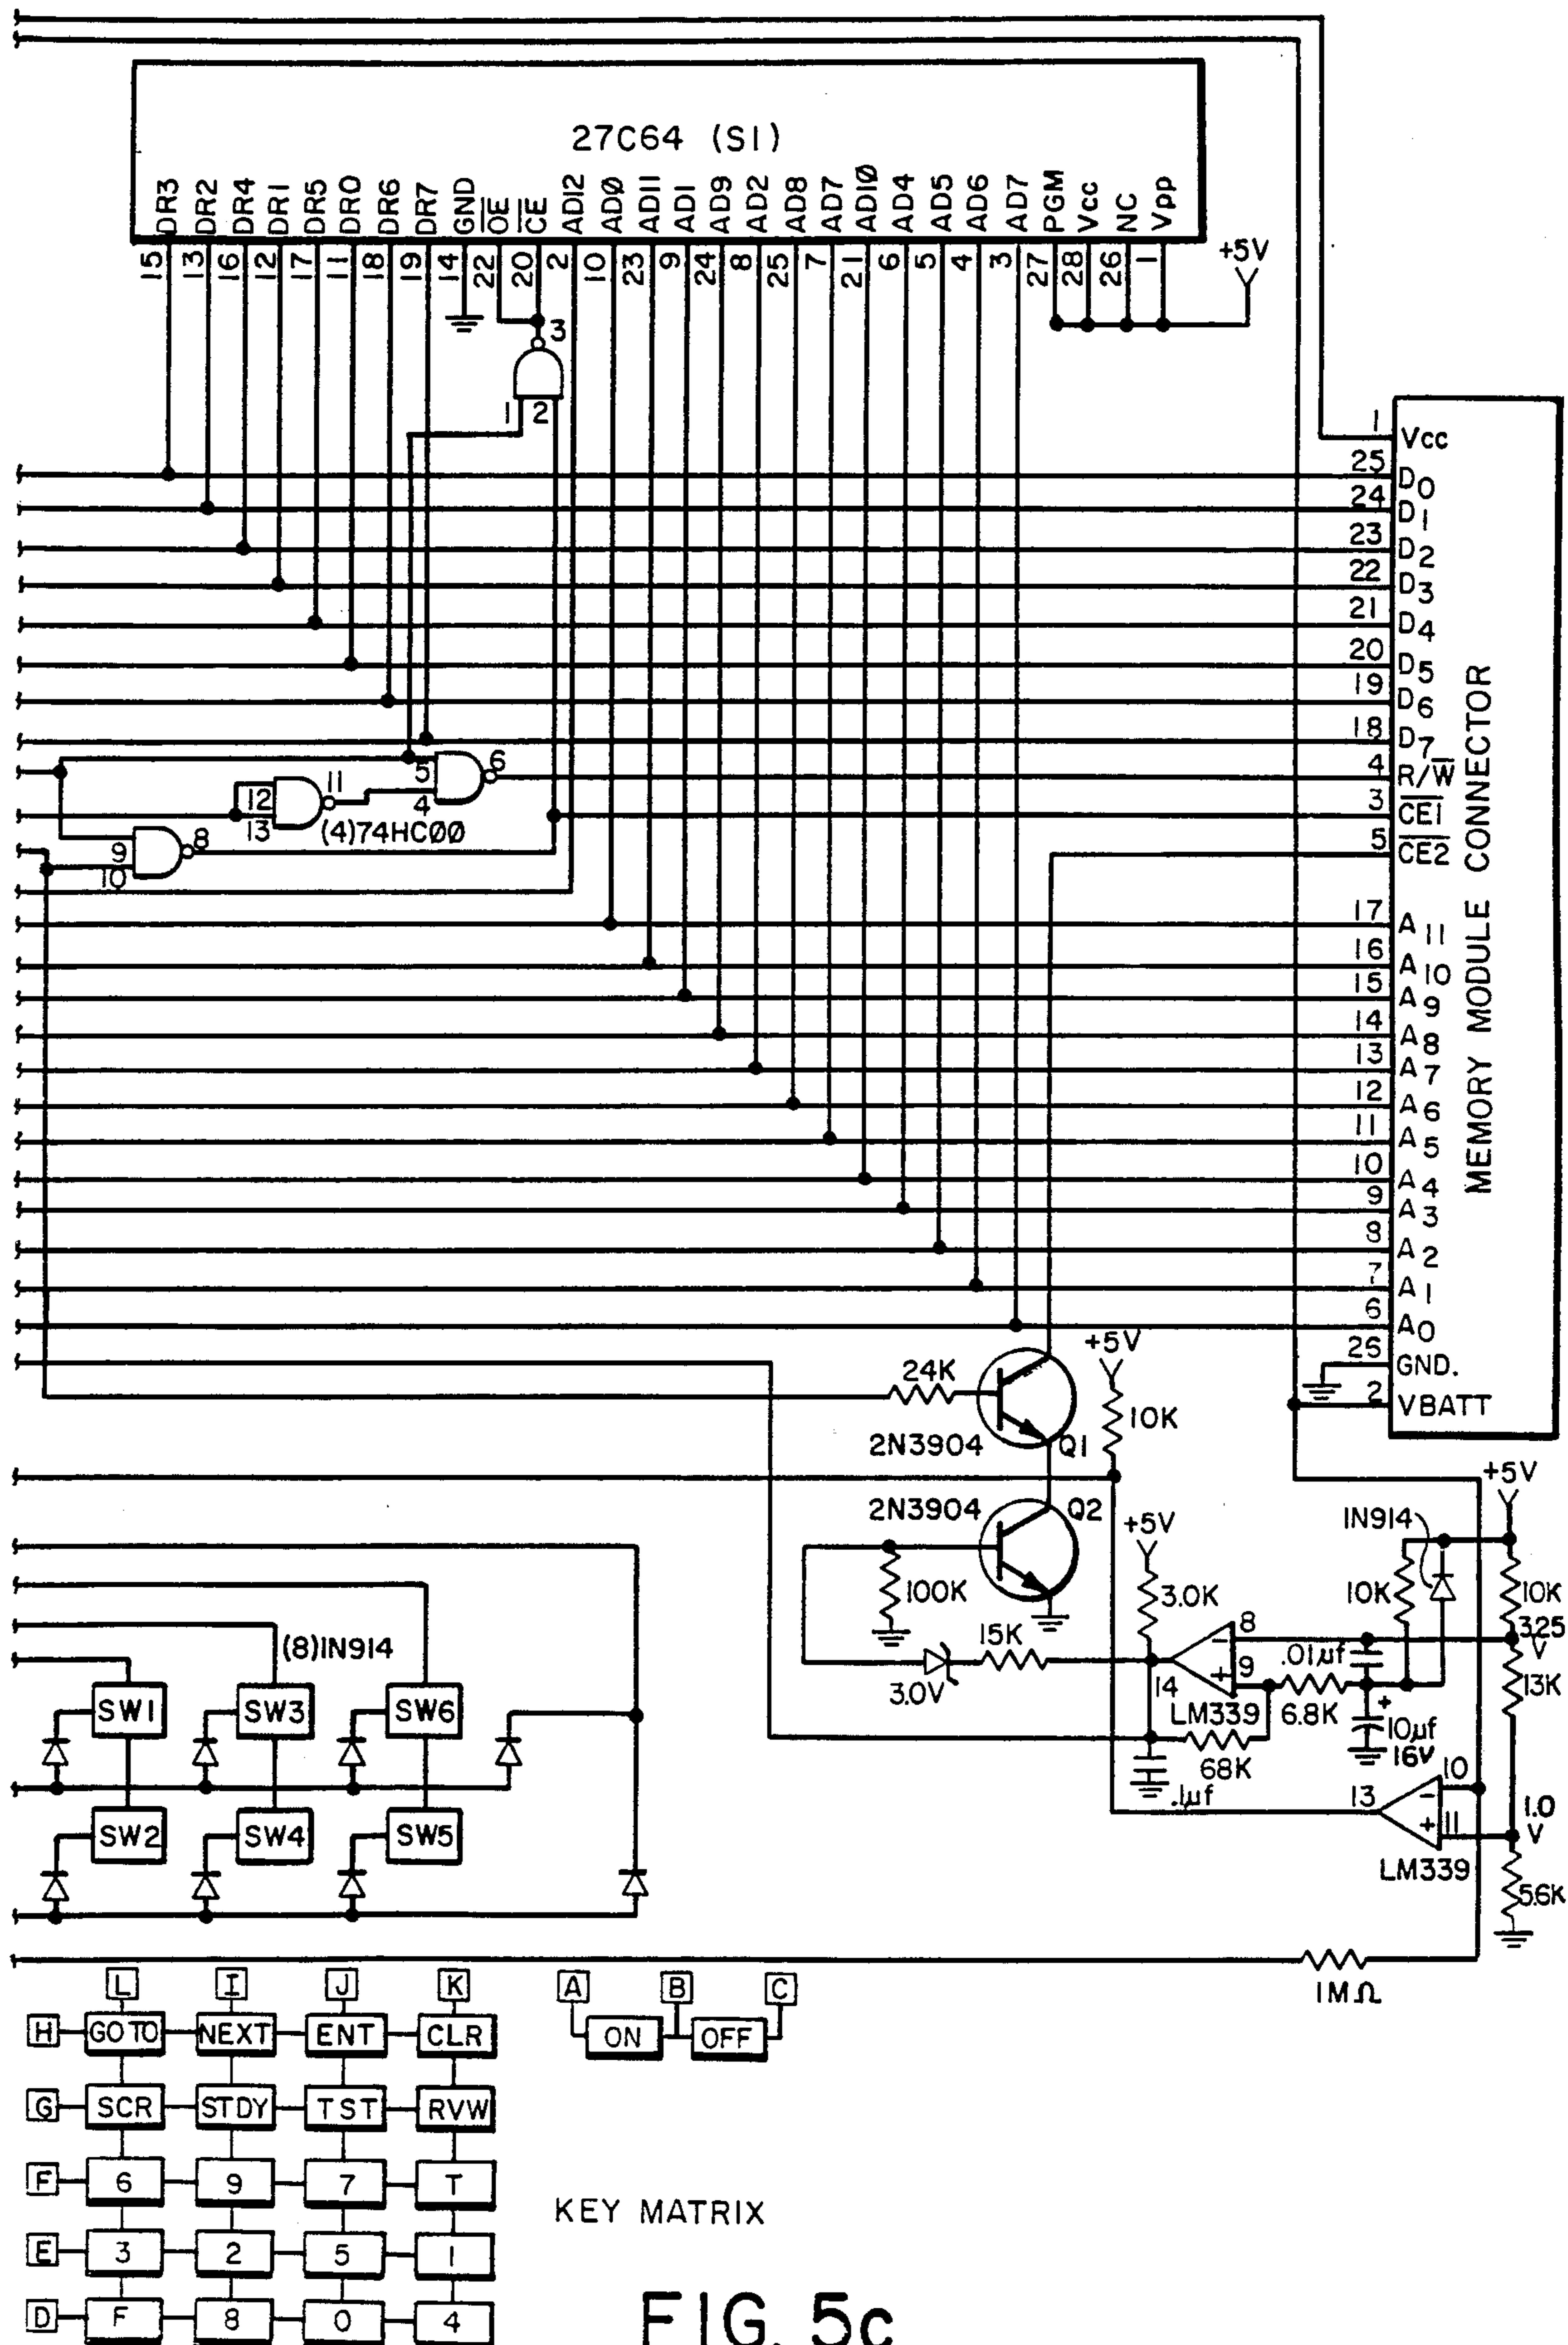 27C64 (S1)
DR3 DR2 DR4 DR1 DR5 DR0 DR6 DR7 GND OE CE AD12 AD0 AD11 AD1 AD9 AD2 AD8 AD7 AD10 AD4 AD5 AD6 AD7 PGM Vcc NC Vpp
15 13 16 12 17 11 18 19 14 22 20 2 10 23 9 24 8 25 7 21 6 5 4 3 27 28 26 1
+5V
3
1 2
1 Vcc
25 D0
24 D1
23 D2
22 D3
21 D4
20 D5
19 D6
18 D7
4 R/W
3 CE1
5 CE2
17 A11
16 A10
15 A9
14 A8
13 A7
12 A6
11 A5
10 A4
9 A3
8 A2
7 A1
6 A0
26 GND.
2 VBATT
MEMORY MODULE CONNECTOR
5 6
4
12 11
13
(4)74HC00
9 8
10
+5V
24K
10K
2N3904 Q1
2N3904 Q2
+5V
+5V
1N914
100K
3.0K
10K
10K
8
3.25
V
15K
.01µf
9
+
3.0V
14
13K
LM339
6.8K
+
10µf
16V
68K
.1µf
10
13
1.0
V
+
11
LM339
5.6K
1MΩ
(8)1N914
SW1 SW3 SW6
SW2 SW4 SW5
L I J K A B C
H GO TO NEXT ENT CLR ON OFF
G SCR STDY TST RVW
F 6 9 7 T
KEY MATRIX
E 3 2 5 1
D F 8 0 4
FIG. 5c